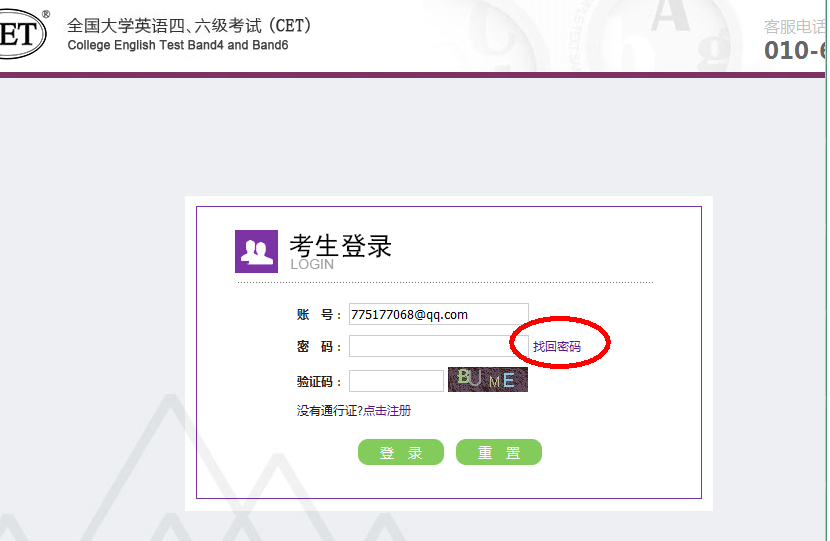 ET®
全国大学英语四、六级考试（CET）
College English Test Band4 and Band6
客服电话
010-6
A
g
考生登录
LOGIN
账 号：775177068@qq.com
密 码： 找回密码
验证码： BUME
没有通行证?点击注册
登 录 重 置